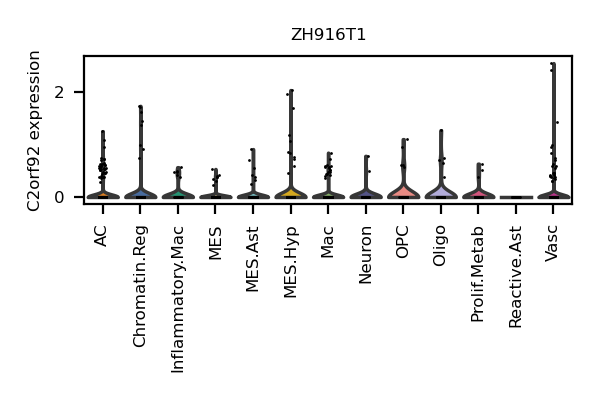 ZH916T1
C2orf92 expression
2
0
AC
Chromatin.Reg
Inflammatory.Mac
MES
MES.Ast
MES.Hyp
Mac
Neuron
OPC
Oligo
Prolif.Metab
Reactive.Ast
Vasc